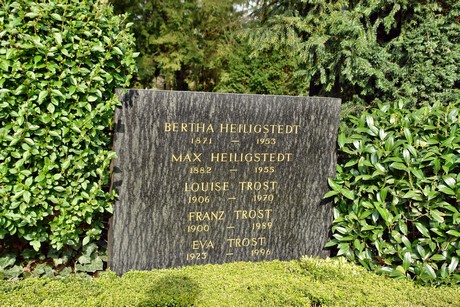 BERTHA HEILIGSTEDT
1871 — 1953
MAX HEILIGSTEDT
1882 — 1955
LOUISE TROST
1906 — 1970
FRANZ TROST
1900 — 1989
EVA TROST
1923 — 1996